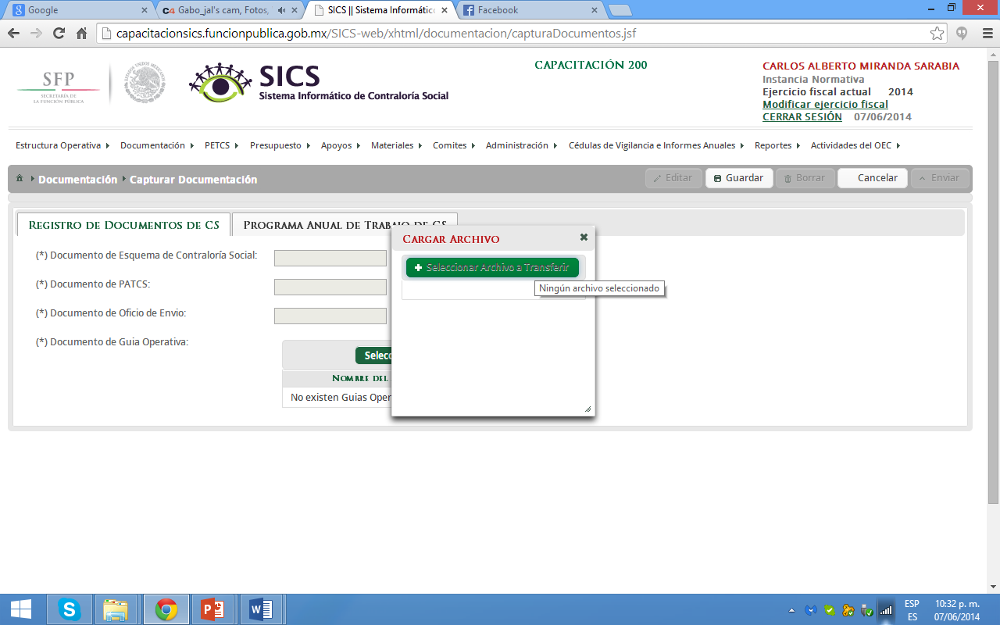 Google
Gabo_jal's cam, Fotos,
SICS || Sistema Informático
Facebook
capacitacionsics.funcionpublica.gob.mx/SICS-web/xhtml/documentacion/capturaDocumentos.jsf
SFP
SECRETARÍA DE
LA FUNCIÓN PÚBLICA
ESTADOS UNIDOS MEXICANOS
SICS
Sistema Informático de Contraloría Social
CAPACITACIÓN 200
CARLOS ALBERTO MIRANDA SARABIA
Instancia Normativa
Ejercicio fiscal actual 2014
Modificar ejercicio fiscal
CERRAR SESIÓN 07/06/2014
Estructura Operativa Documentación PETCS Presupuesto Apoyos Materiales Comites Administración Cédulas de Vigilancia e Informes Anuales Reportes Actividades del OEC
Documentación Capturar Documentación
Editar Guardar Borrar Cancelar Enviar
Registro de Documentos de CS
Programa Anual de Trabajo de CS
(*) Documento de Esquema de Contraloría Social:
(*) Documento de PATCS:
(*) Documento de Oficio de Envio:
(*) Documento de Guia Operativa:
Selecc
Nombre del
No existen Guias Oper
Cargar Archivo
Seleccionar Archivo a Transferir
Ningún archivo seleccionado
ESP
ES
10:32 p. m.
07/06/2014